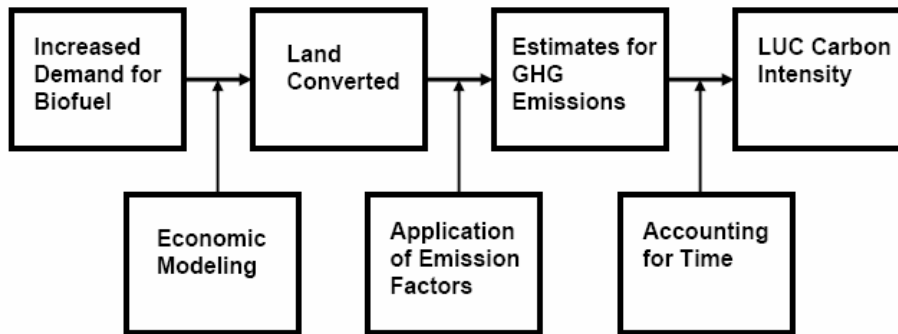 Increased
Demand for
Biofuel
Land
Converted
Estimates for
GHG
Emissions
LUC Carbon
Intensity
Economic
Modeling
Application
of Emission
Factors
Accounting
for Time